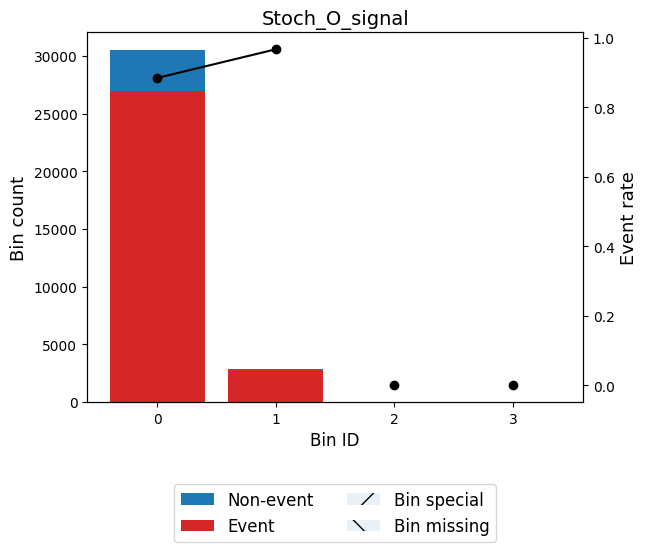 Stoch_O_signal
30000
25000
20000
15000
10000
5000
0
Bin count
1.0
0.8
0.6
0.4
0.2
0.0
Event rate
0 1 2 3
Bin ID
Non-event Bin special
Event Bin missing